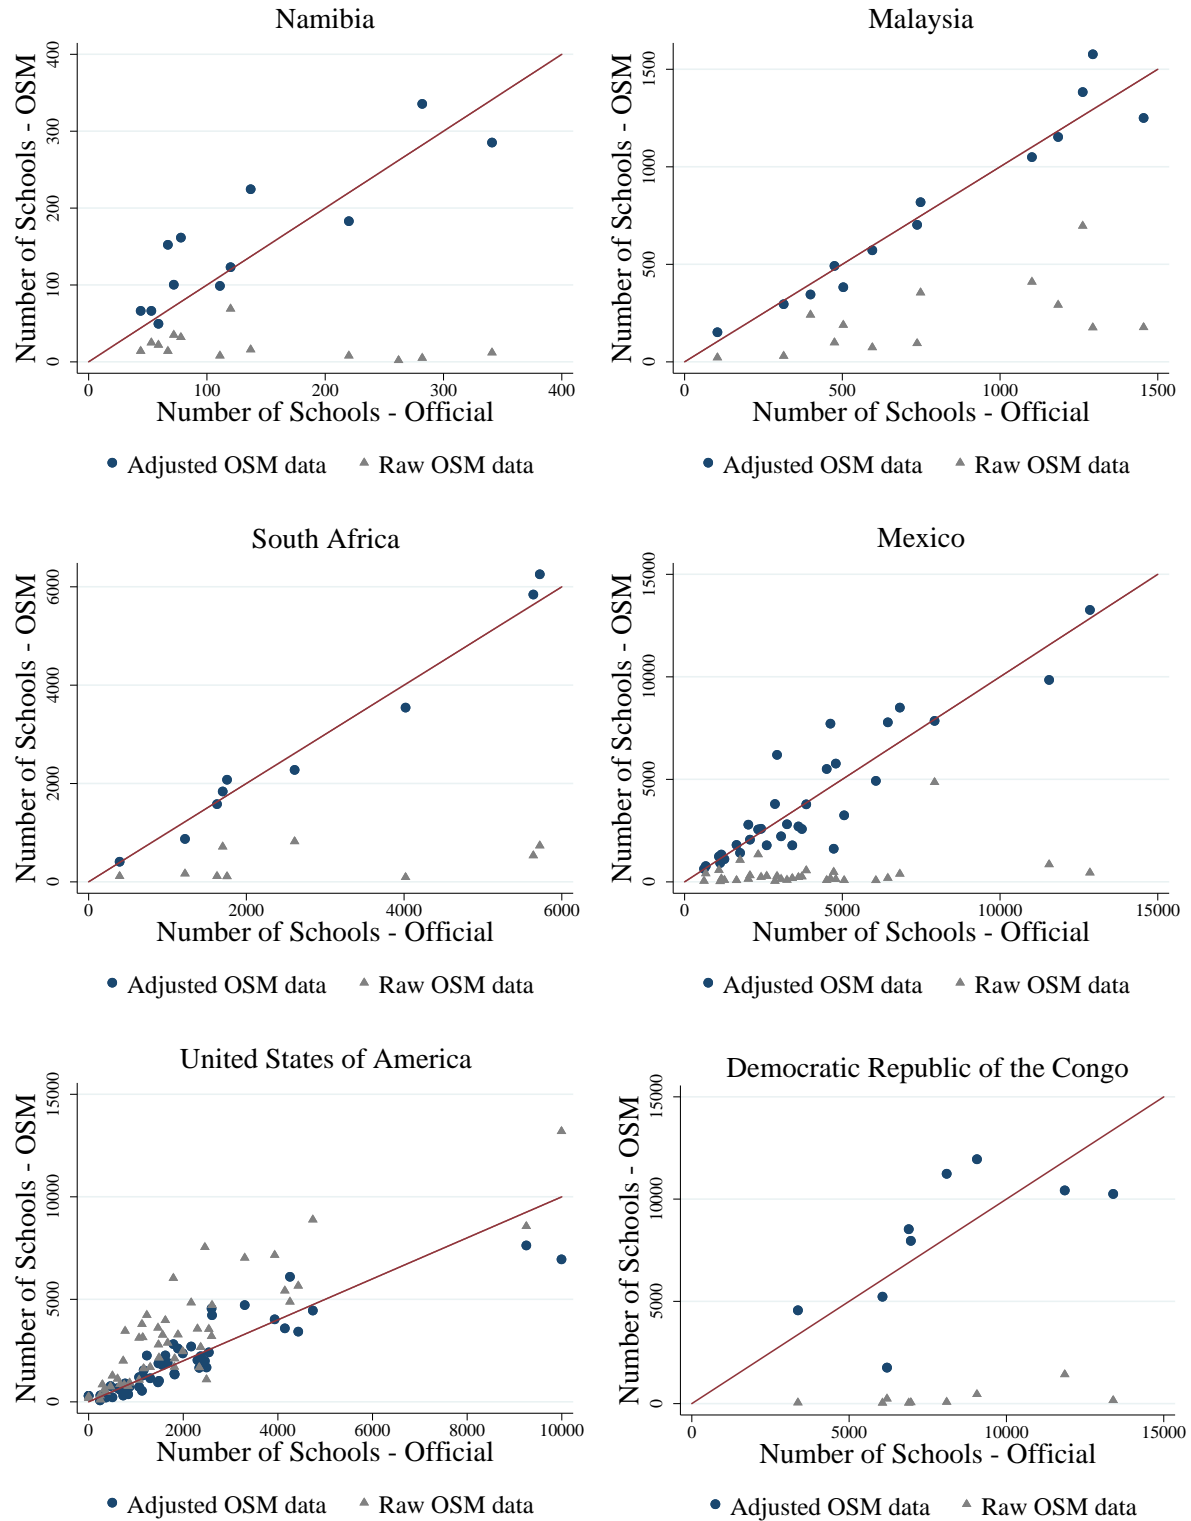 Namibia
Number of Schools - OSM
400
300
200
100
0
0 100 200 300 400
Number of Schools - Official
Adjusted OSM data Raw OSM data
Malaysia
Number of Schools - OSM
1500
1000
500
0
0 500 1000 1500
Number of Schools - Official
Adjusted OSM data Raw OSM data
South Africa
Number of Schools - OSM
6000
4000
2000
0
0 2000 4000 6000
Number of Schools - Official
Adjusted OSM data Raw OSM data
Mexico
Number of Schools - OSM
15000
10000
5000
0
0 5000 10000 15000
Number of Schools - Official
Adjusted OSM data Raw OSM data
United States of America
Number of Schools - OSM
15000
10000
5000
0
0 2000 4000 6000 8000 10000
Number of Schools - Official
Adjusted OSM data Raw OSM data
Democratic Republic of the Congo
Number of Schools - OSM
15000
10000
5000
0
0 5000 10000 15000
Number of Schools - Official
Adjusted OSM data Raw OSM data